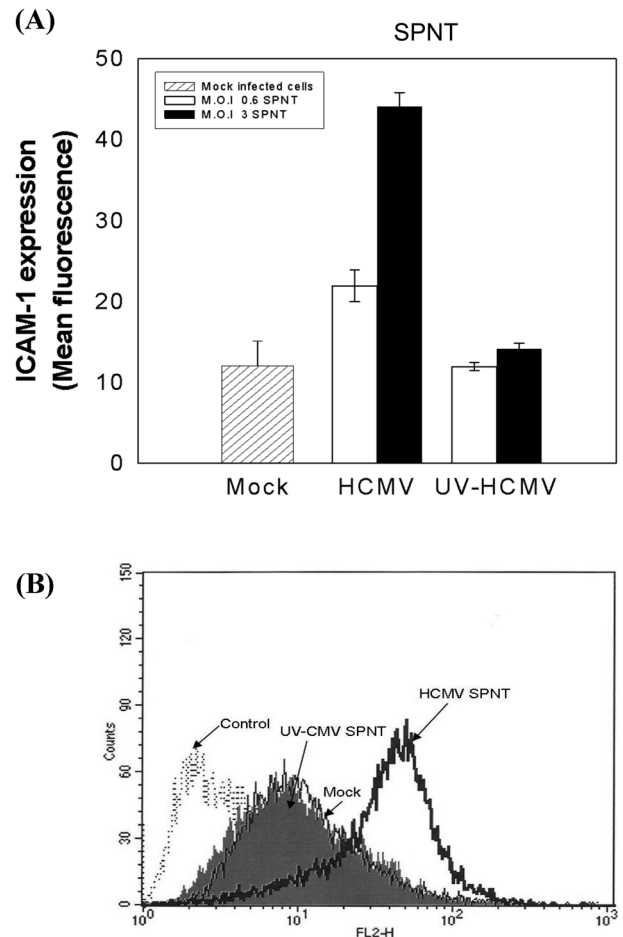 (A)
SPNT
50
40
30
20
10
0
ICAM-1 expression
(Mean fluorescence)
Mock infected cells
M.O.I 0.6 SPNT
M.O.I 3 SPNT
Mock HCMV UV-HCMV
(B)
150
120
90
60
30
0
Counts
Control
UV-CMV SPNT
Mock
HCMV SPNT
10⁰ 10¹ 10² 10³
FL2-H